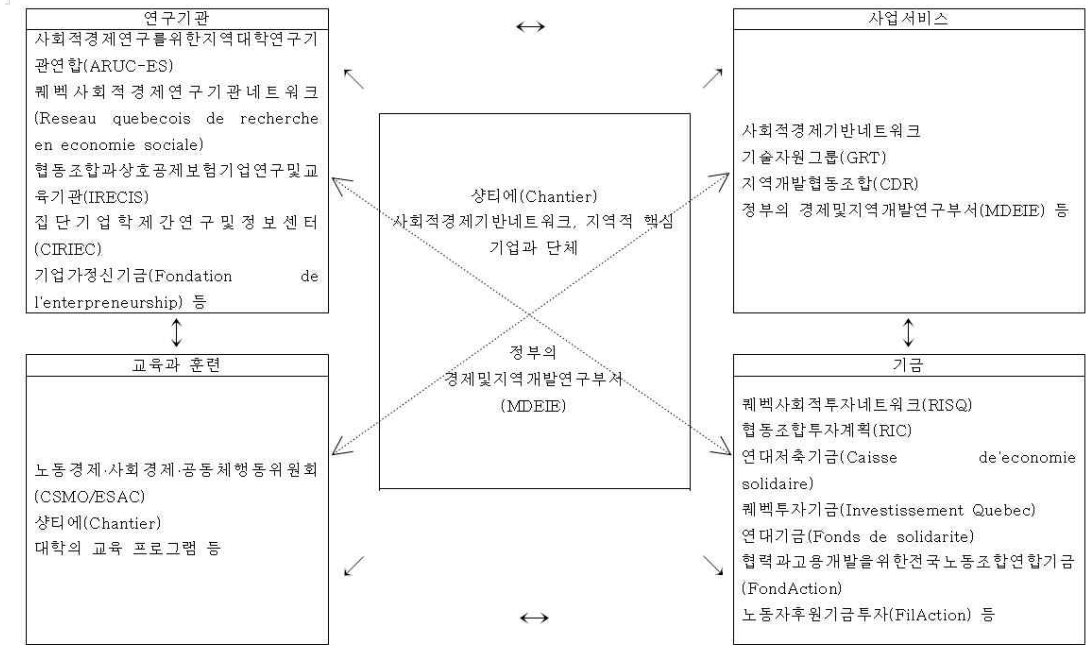 연구기관
사회적경제연구를위한지역대학연구기
관연합(ARUC-ES)
퀘벡사회적경제연구기관네트워크
(Reseau quebecois de recherche
en economie sociale)
협동조합과상호공제보험기업연구및교
육기관(IRECIS)
집단기업학제간연구및정보센터
(CIRIEC)
기업가정신기금(Fondation de
l'enterpreneurship) 등
사업서비스
사회적경제기반네트워크
기술자원그룹(GRT)
지역개발협동조합(CDR)
정부의 경제및지역개발연구부서(MDEIE) 등
샹티에(Chantier)
사회적경제기반네트워크, 지역적 핵심
기업과 단체
정부의
경제및지역개발연구부서
(MDEIE)
교육과 훈련
노동경제·사회경제·공동체행동위원회
(CSMO/ESAC)
샹티에(Chantier)
대학의 교육 프로그램 등
기금
퀘벡사회적투자네트워크(RISQ)
협동조합투자계획(RIC)
연대저축기금(Caisse de'economie
solidaire)
퀘벡투자기금(Investissement Quebec)
연대기금(Fonds de solidarite)
협력과고용개발을위한전국노동조합연합기금
(FondAction)
노동자후원기금투자(FilAction) 등